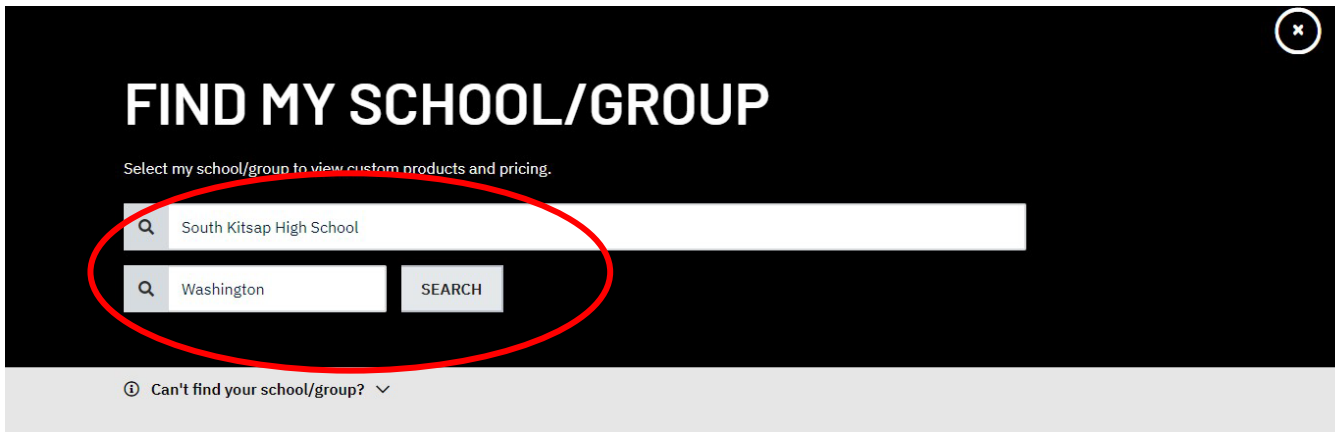 FIND MY SCHOOL/GROUP
Select my school/group to view custom products and pricing.
South Kitsap High School
Washington SEARCH
Can't find your school/group?